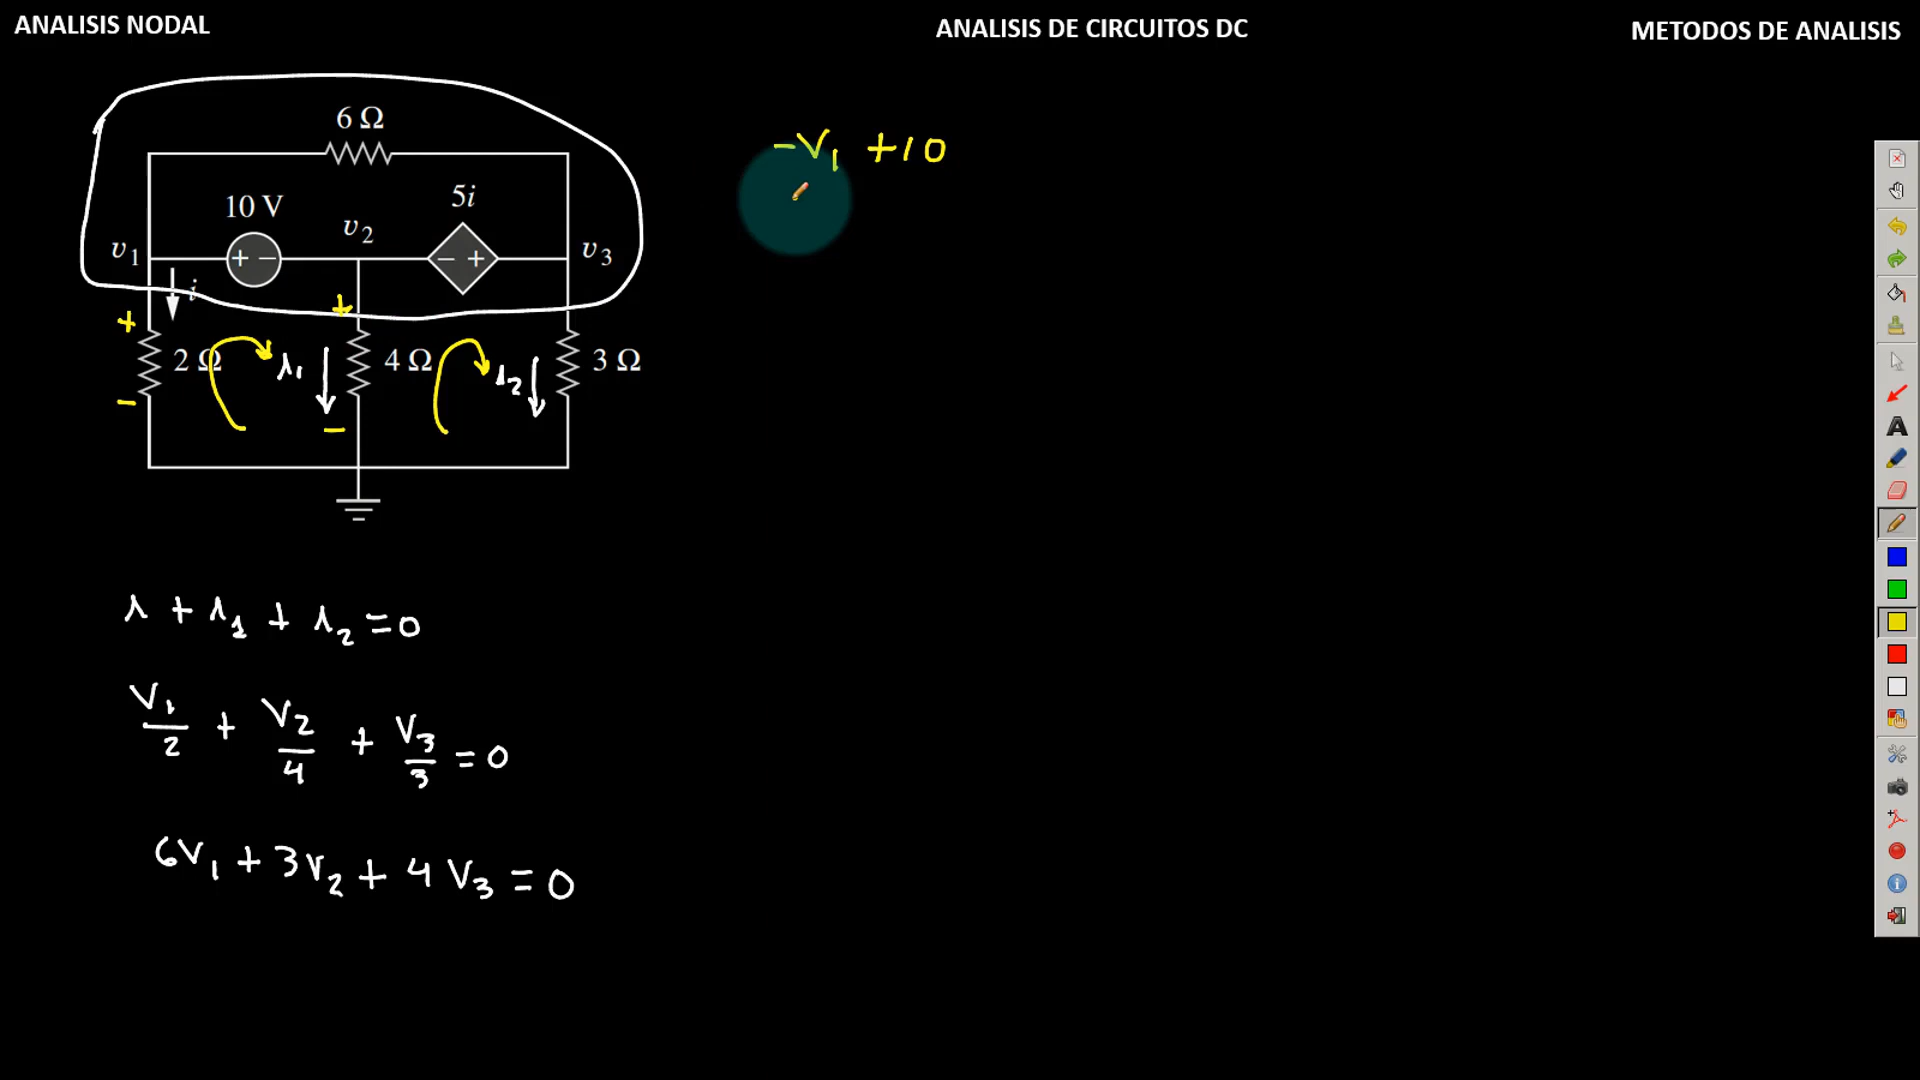 ANALISIS NODAL
ANALISIS DE CIRCUITOS DC
METODOS DE ANALISIS
6 Ω
-V₁ +10
10 V
5i
v₁
+ −
v₂
− +
v₃
i
+
+
2 Ω
i₁
4 Ω
i₂
3 Ω
−
−
i + i₁ + i₂ = 0
V₁/2 + V₂/4 + V₃/3 = 0
6V₁ + 3V₂ + 4V₃ = 0
A